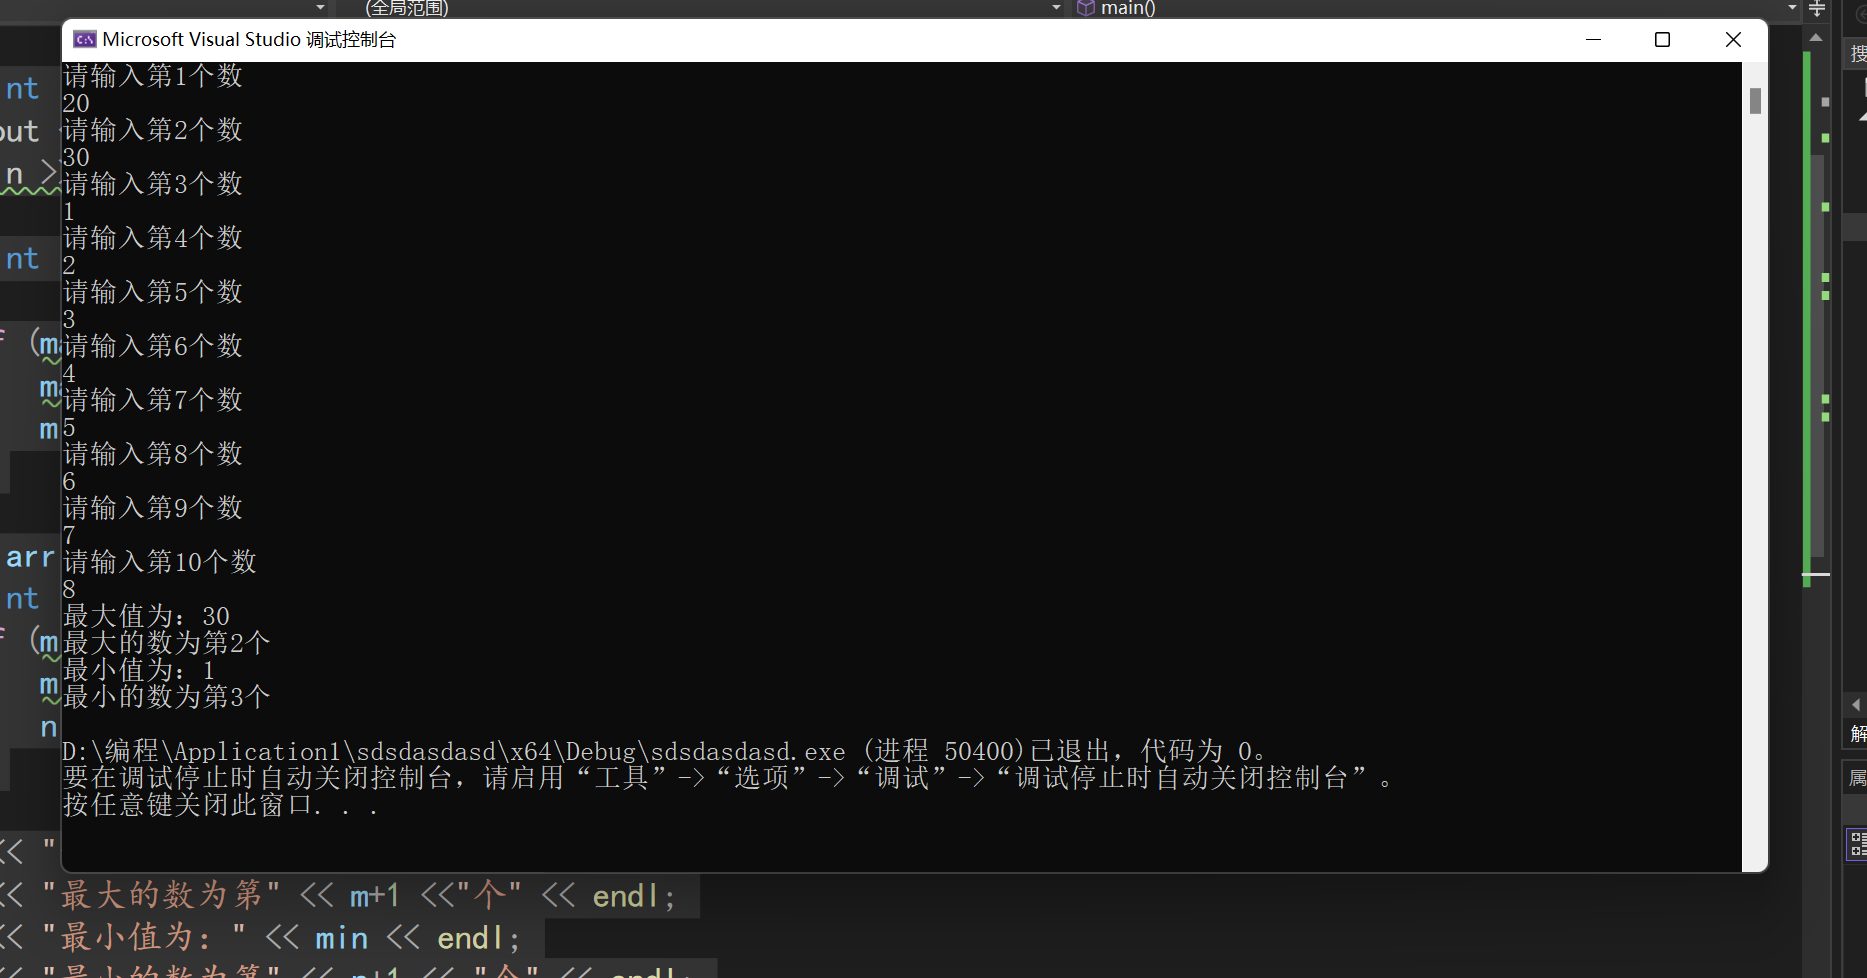 (全局范围)
main()
Microsoft Visual Studio 调试控制台
搜
请输入第1个数
nt
20
out
请输入第2个数
30
n >>
请输入第3个数
1
请输入第4个数
nt
2
请输入第5个数
3
(ma
请输入第6个数
4
ma
请输入第7个数
m
5
请输入第8个数
6
请输入第9个数
7
arr
请输入第10个数
8
nt
最大值为: 30
(m
最大的数为第2个
最小值为: 1
m
最小的数为第3个
n
解
D:\编程\Application1\sdsdasdasd\x64\Debug\sdsdasdasd.exe (进程 50400)已退出，代码为 0。
要在调试停止时自动关闭控制台，请启用“工具”->“选项”->“调试”->“调试停止时自动关闭控制台”。
属
按任意键关闭此窗口. . .
<< "
<< "最大的数为第" << m+1 <<"个" << endl;
<< "最小值为: " << min << endl;
<< "最小的数为第" << n+1 << "个" << endl;